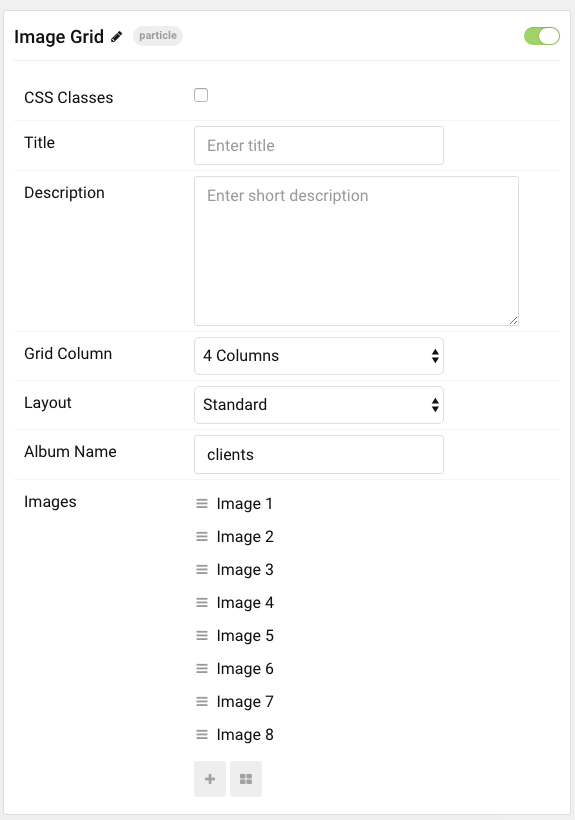 Image Grid particle
CSS Classes
Title Enter title
Description Enter short description
Grid Column 4 Columns
Layout Standard
Album Name clients
Images Image 1
Image 2
Image 3
Image 4
Image 5
Image 6
Image 7
Image 8